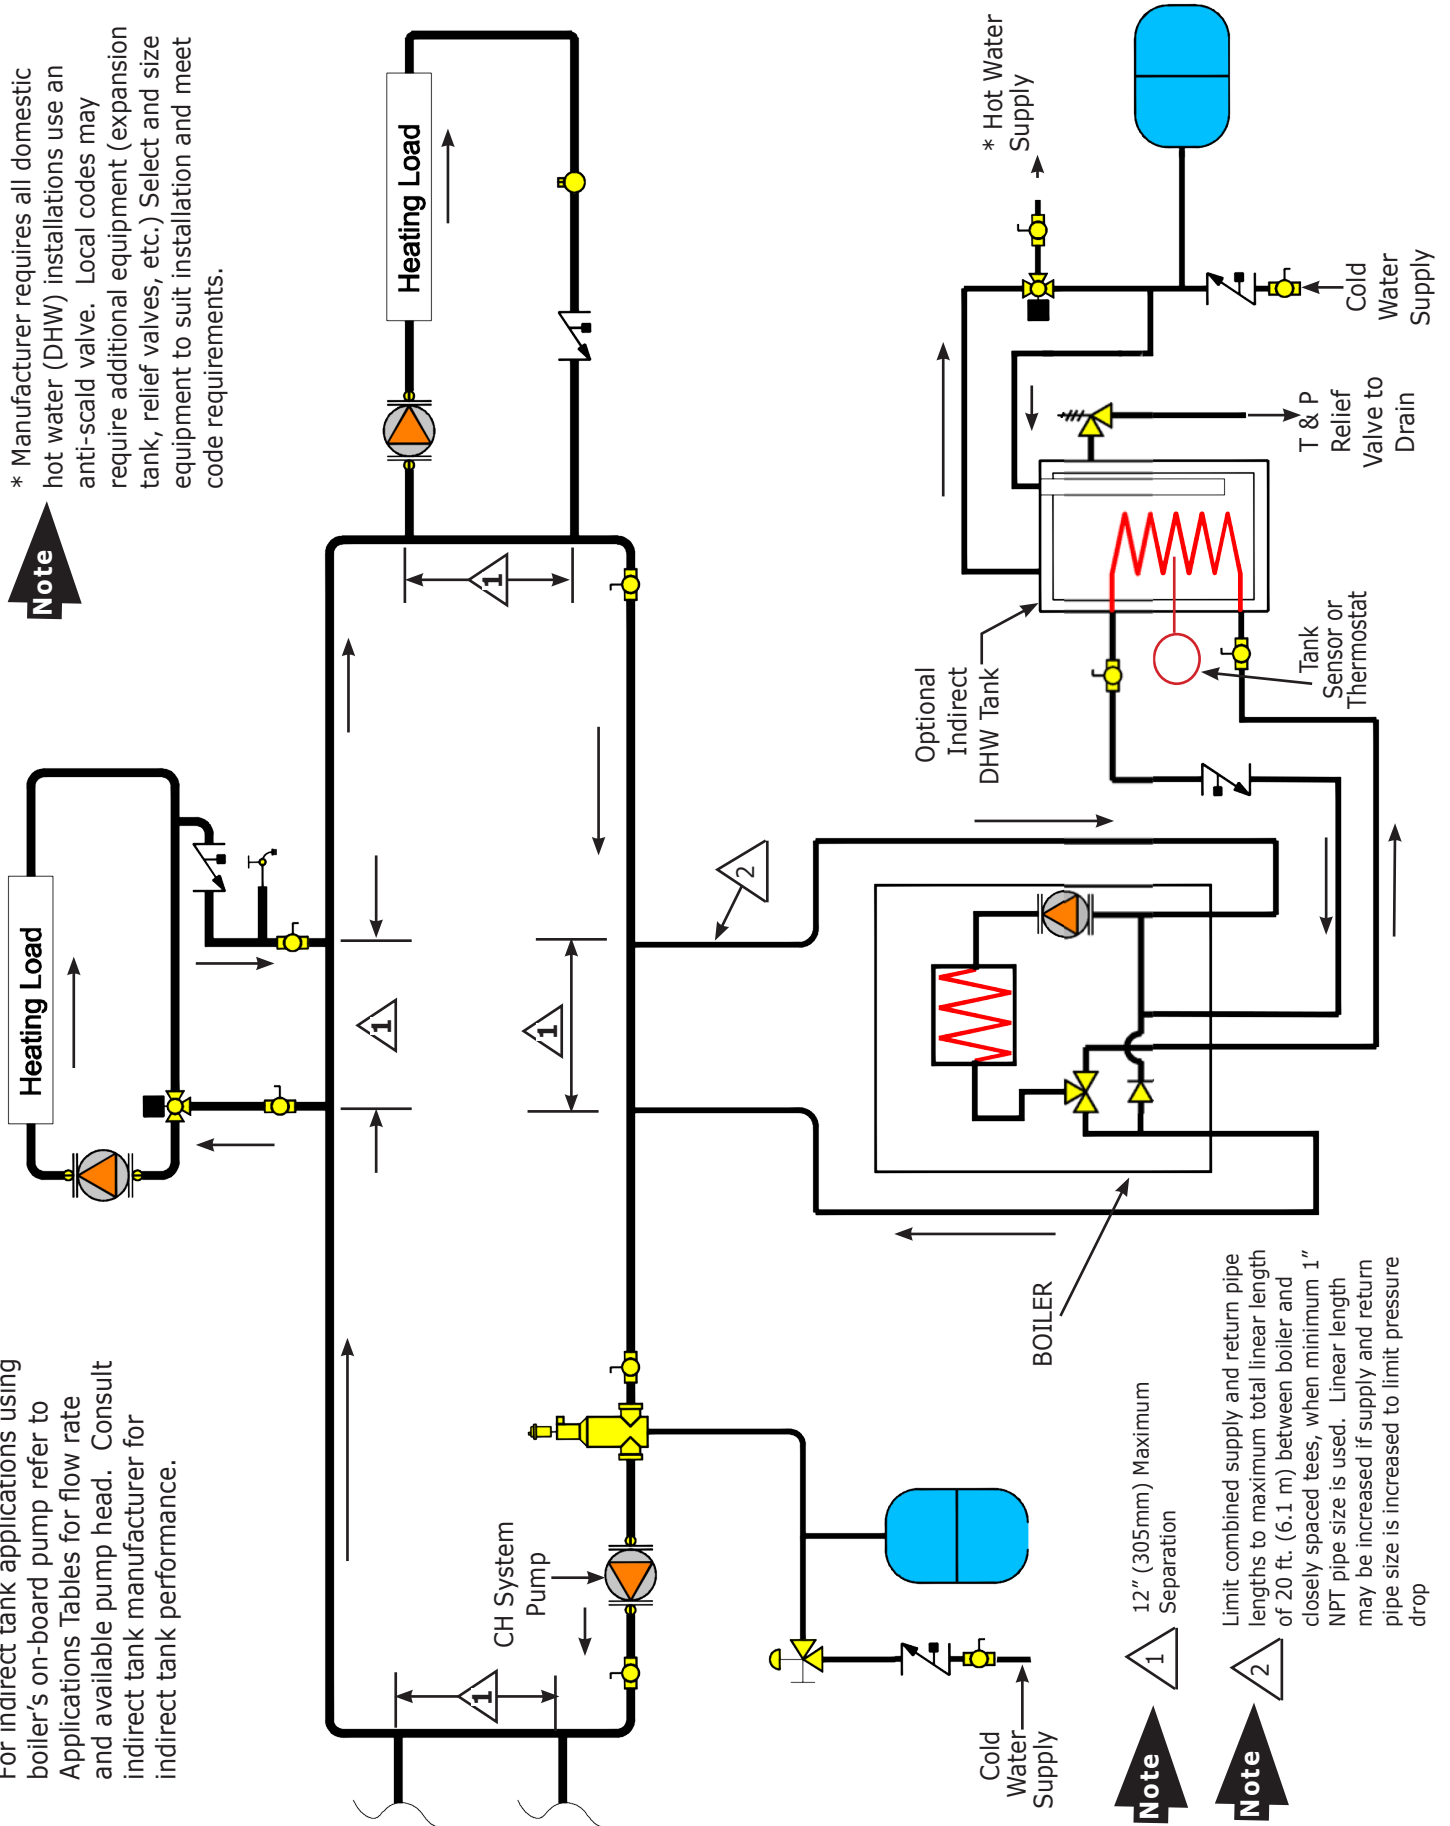 For indirect tank applications using
boiler's on-board pump refer to
Applications Tables for flow rate
and available pump head. Consult
indirect tank manufacturer for
indirect tank performance.
Heating Load
Note
* Manufacturer requires all domestic
hot water (DHW) installations use an
anti-scald valve. Local codes may
require additional equipment (expansion
tank, relief valves, etc.) Select and size
equipment to suit installation and meet
code requirements.
Heating Load
1
1
1
1
CH System
Pump
2
Optional
Indirect
DHW Tank
* Hot Water
Supply
BOILER
Cold
Water
Supply
Tank
Sensor or
Thermostat
T & P
Relief
Valve to
Drain
Cold
Water
Supply
Note
1
12" (305mm) Maximum
Separation
Note
2
Limit combined supply and return pipe
lengths to maximum total linear length
of 20 ft. (6.1 m) between boiler and
closely spaced tees, when minimum 1"
NPT pipe size is used. Linear length
may be increased if supply and return
pipe size is increased to limit pressure
drop